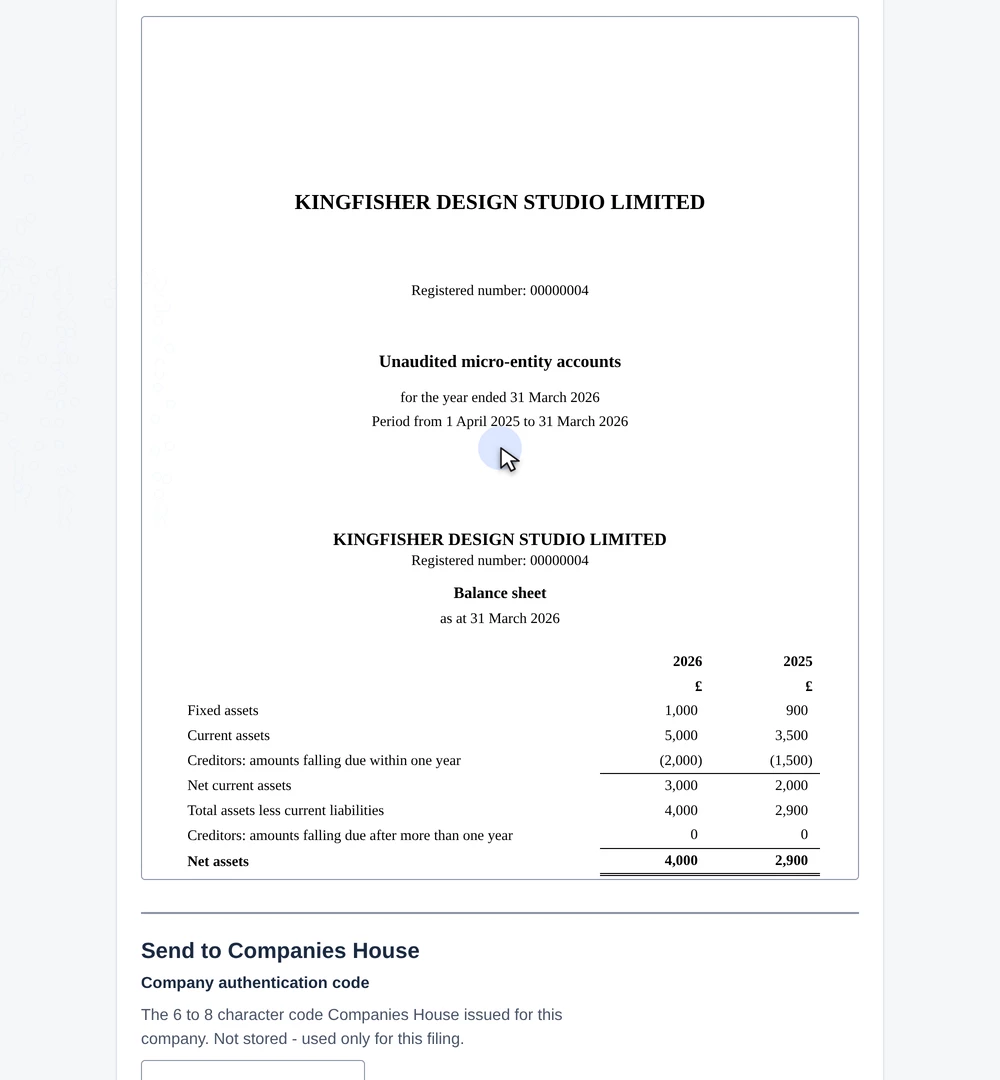 KINGFISHER DESIGN STUDIO LIMITED
Registered number: 00000004
Unaudited micro-entity accounts
for the year ended 31 March 2026
Period from 1 April 2025 to 31 March 2026
KINGFISHER DESIGN STUDIO LIMITED
Registered number: 00000004
Balance sheet
as at 31 March 2026
2026 2025
£ £
Fixed assets 1,000 900
Current assets 5,000 3,500
Creditors: amounts falling due within one year (2,000) (1,500)
Net current assets 3,000 2,000
Total assets less current liabilities 4,000 2,900
Creditors: amounts falling due after more than one year 0 0
Net assets 4,000 2,900
Send to Companies House
Company authentication code
The 6 to 8 character code Companies House issued for this
company. Not stored - used only for this filing.